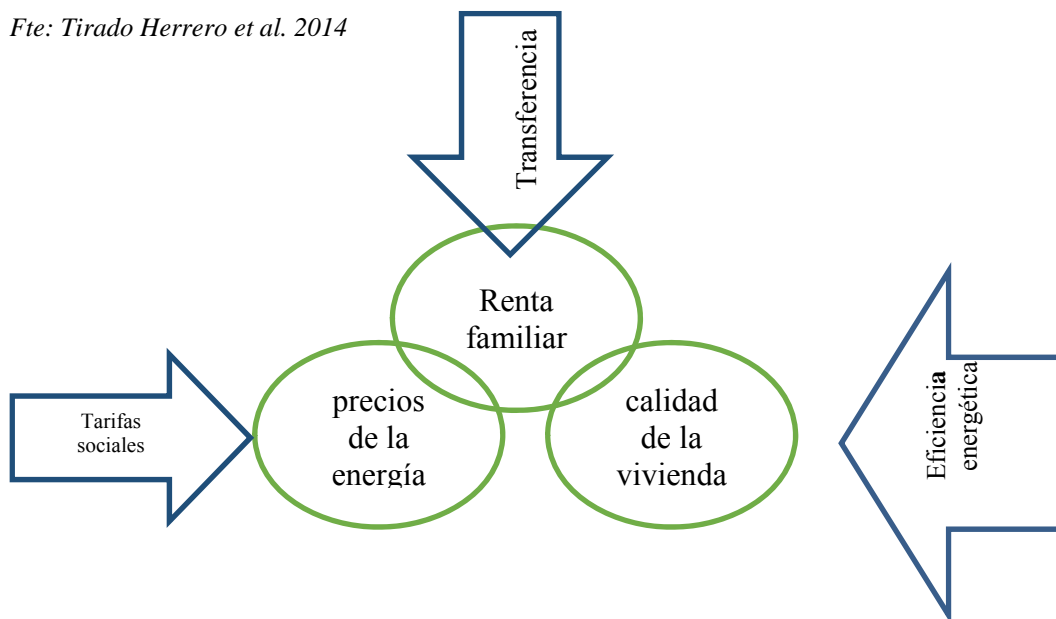 Fte: Tirado Herrero et al. 2014
Transferencia
Renta
familiar
Tarifas
sociales
precios
de la
energía
calidad
de la
vivienda
Eficiencia
energética